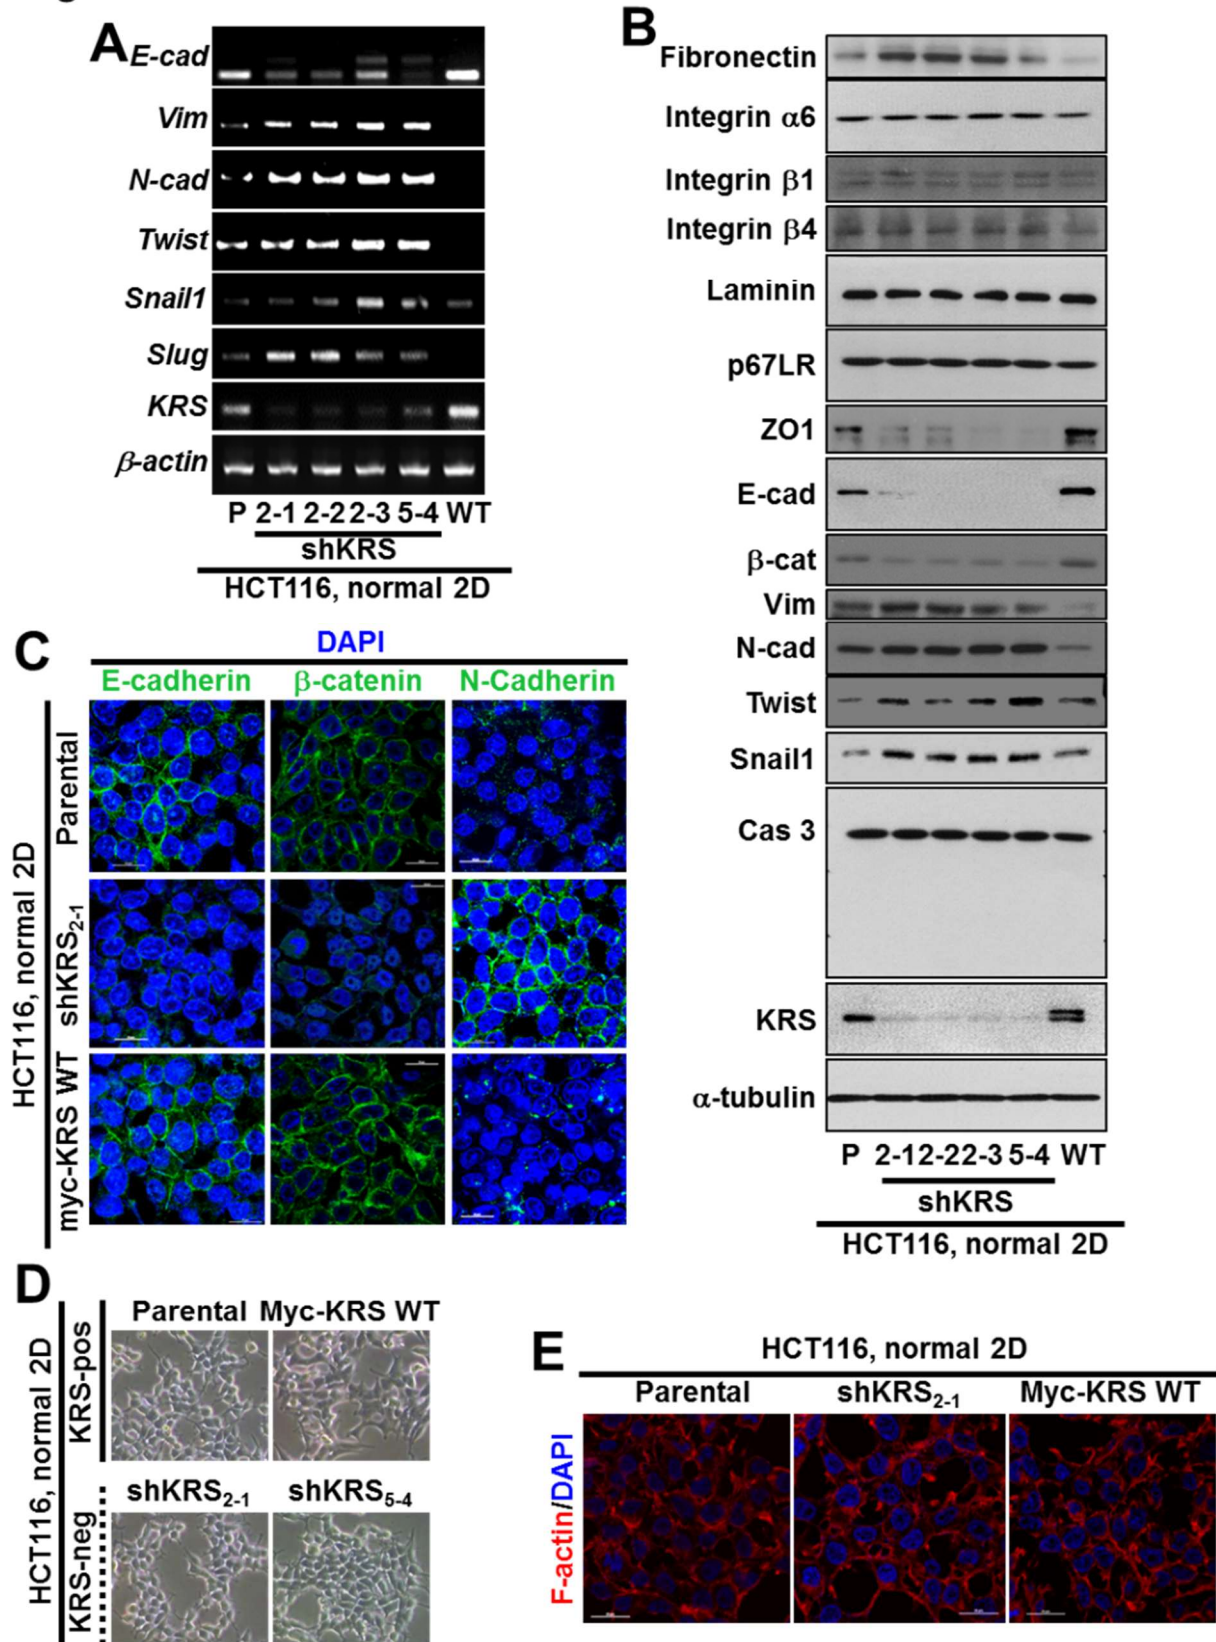 A
E-cad
Vim
N-cad
Twist
Snail1
Slug
KRS
β-actin
P 2-1 2-2 2-3 5-4 WT
shKRS
HCT116, normal 2D
B
Fibronectin
Integrin α6
Integrin β1
Integrin β4
Laminin
p67LR
ZO1
E-cad
β-cat
Vim
N-cad
Twist
Snail1
Cas 3
KRS
α-tubulin
P 2-12-22-3 5-4 WT
shKRS
HCT116, normal 2D
C
DAPI
E-cadherin β-catenin N-Cadherin
HCT116, normal 2D
Parental
shKRS2-1
myc-KRS WT
D
HCT116, normal 2D
KRS-pos
Parental Myc-KRS WT
KRS-neg
shKRS2-1 shKRS5-4
E
HCT116, normal 2D
Parental shKRS2-1 Myc-KRS WT
F-actin/DAPI